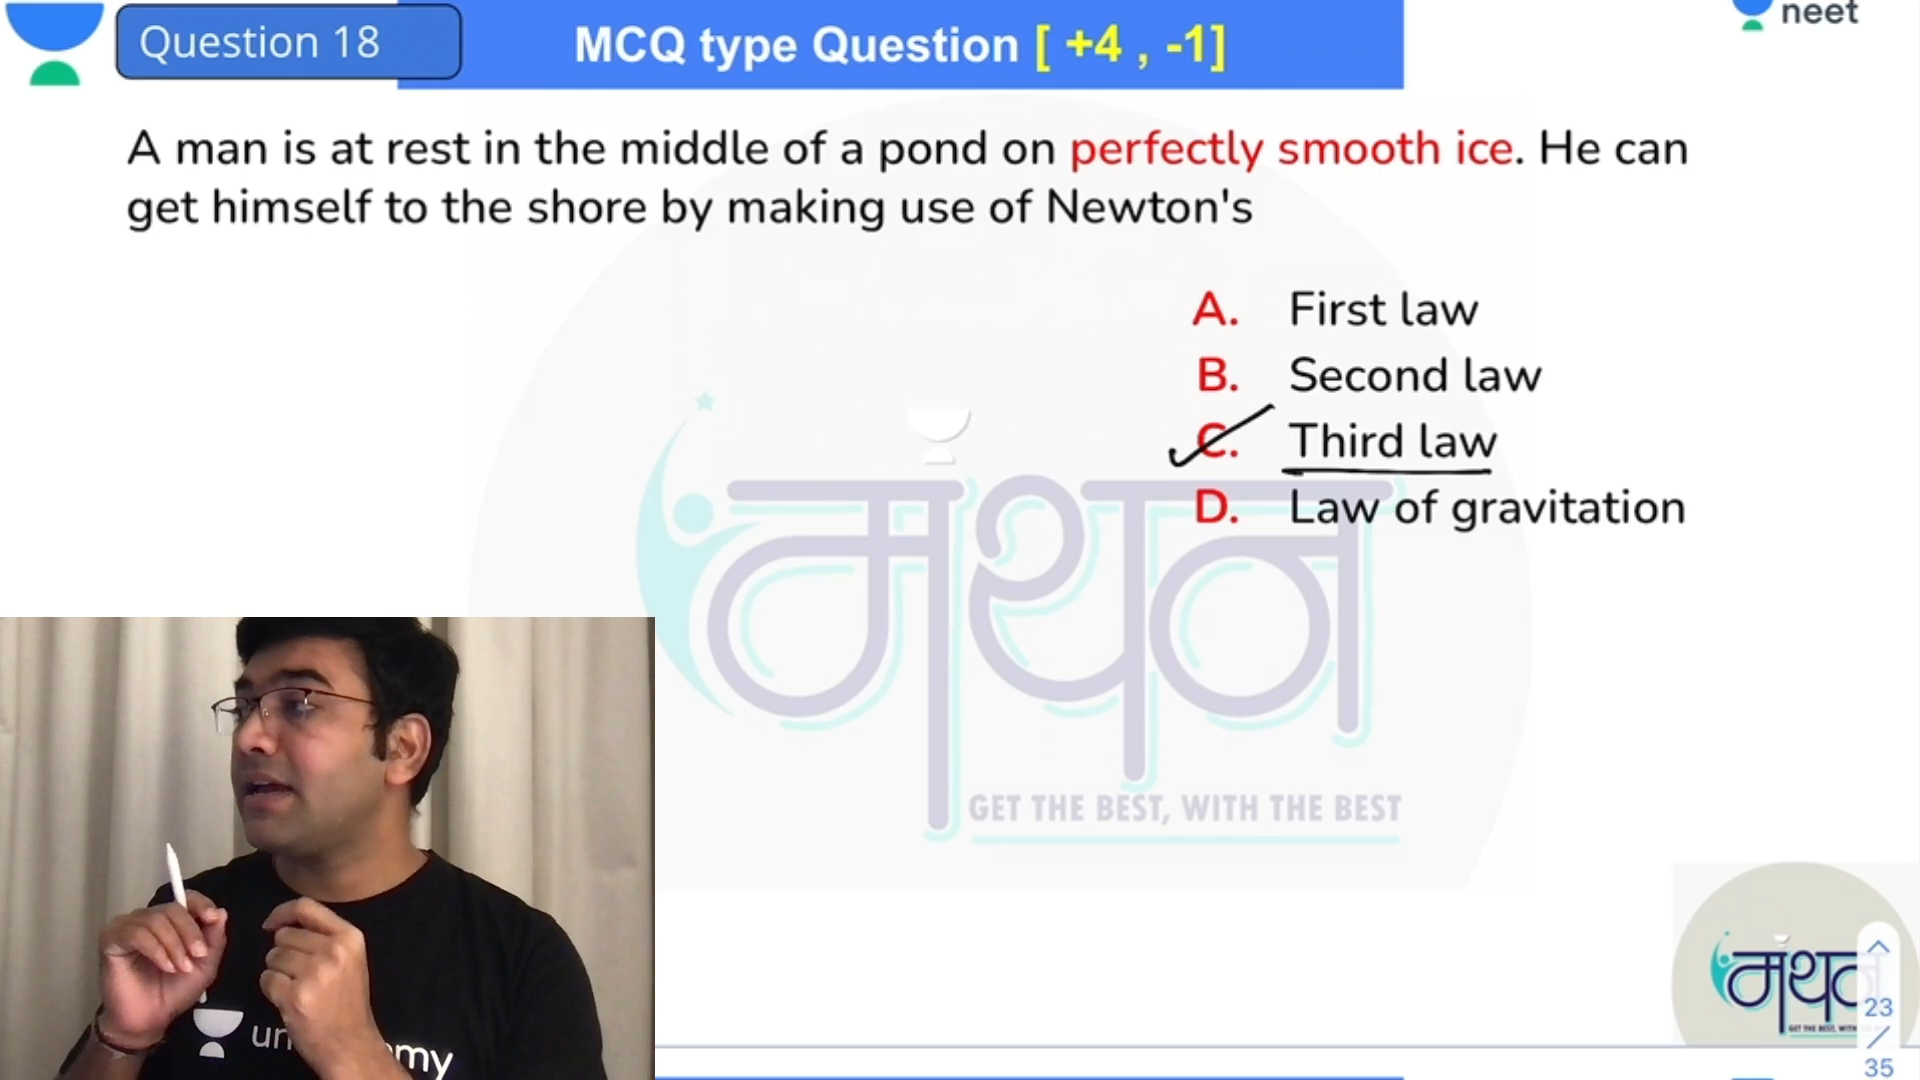 Question 18
MCQ type Question [ +4 , -1]
neet
A man is at rest in the middle of a pond on perfectly smooth ice. He can
get himself to the shore by making use of Newton's
A. First law
B. Second law
C. Third law
D. Law of gravitation
मंथन
GET THE BEST, WITH THE BEST
मंथन
23
/
35